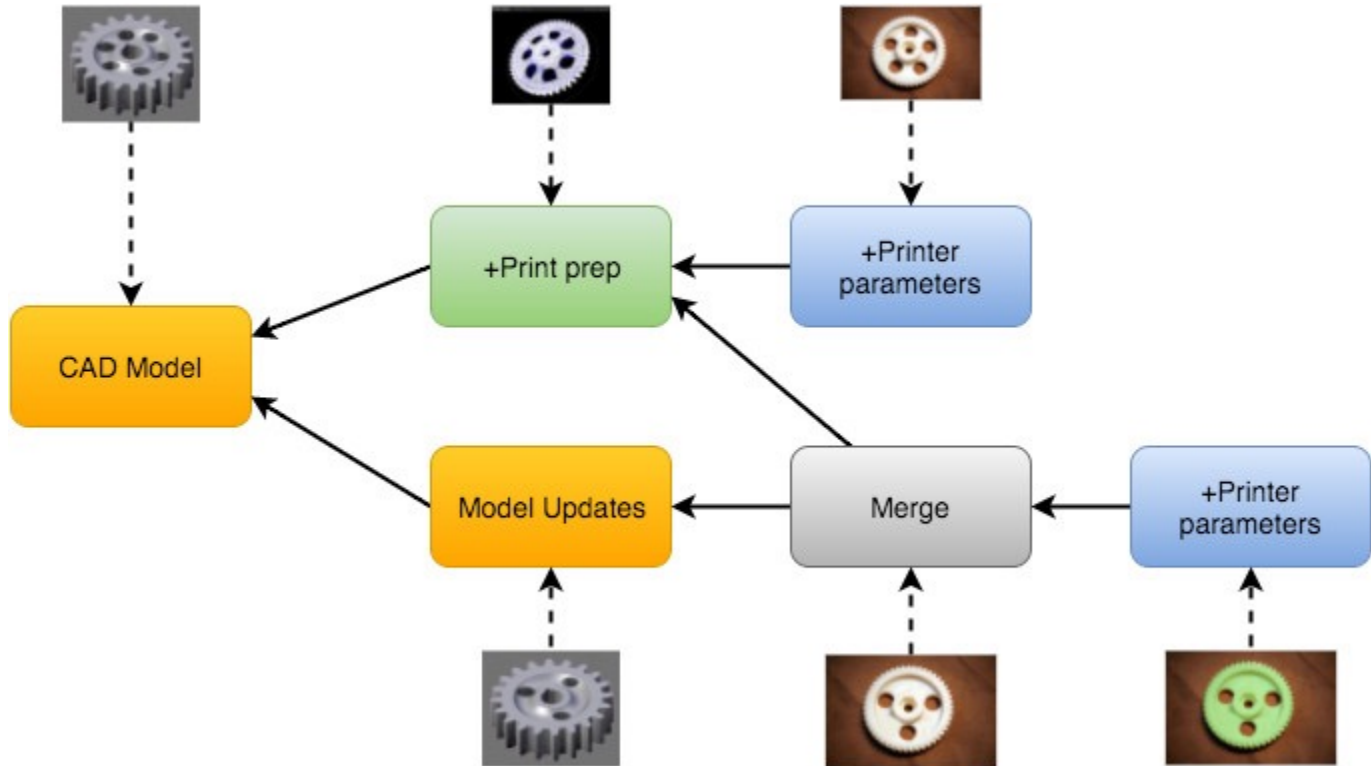 +Print prep
+Printer
parameters
CAD Model
Model Updates
Merge
+Printer
parameters